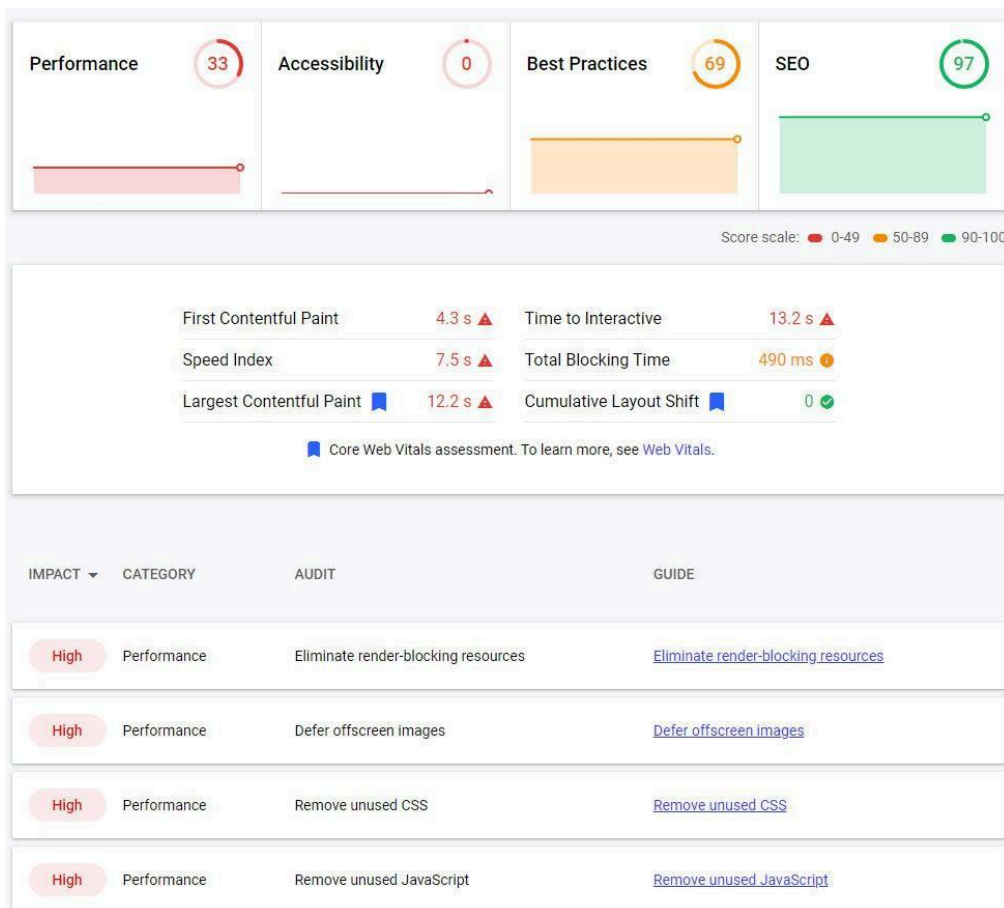 Performance 33 Accessibility 0 Best Practices 69 SEO 97
Score scale: 0-49 50-89 90-100
First Contentful Paint 4.3 s Time to Interactive 13.2 s
Speed Index 7.5 s Total Blocking Time 490 ms
Largest Contentful Paint 12.2 s Cumulative Layout Shift 0
Core Web Vitals assessment. To learn more, see Web Vitals.
IMPACT CATEGORY AUDIT GUIDE
High Performance Eliminate render-blocking resources Eliminate render-blocking resources
High Performance Defer offscreen images Defer offscreen images
High Performance Remove unused CSS Remove unused CSS
High Performance Remove unused JavaScript Remove unused JavaScript